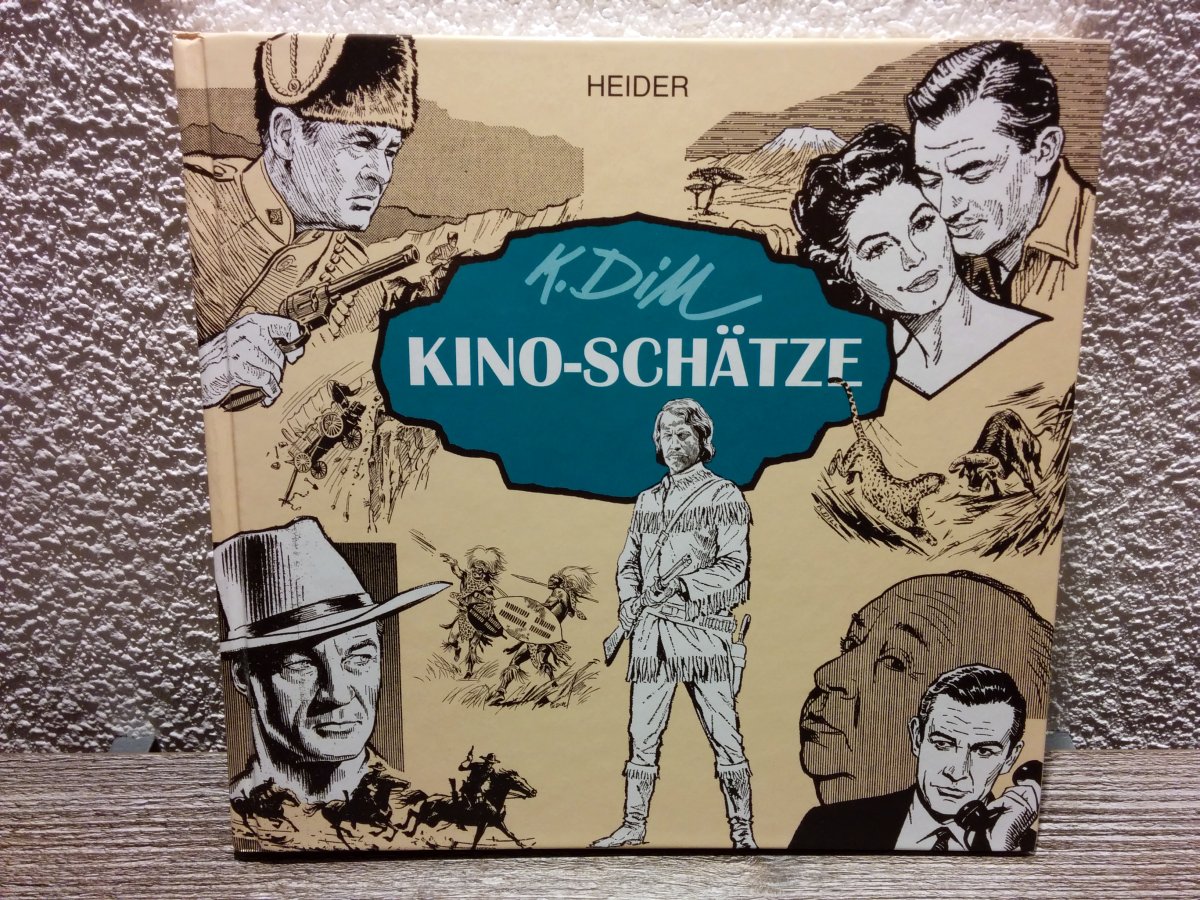 HEIDER
K. Dill
KINO-SCHÄTZE